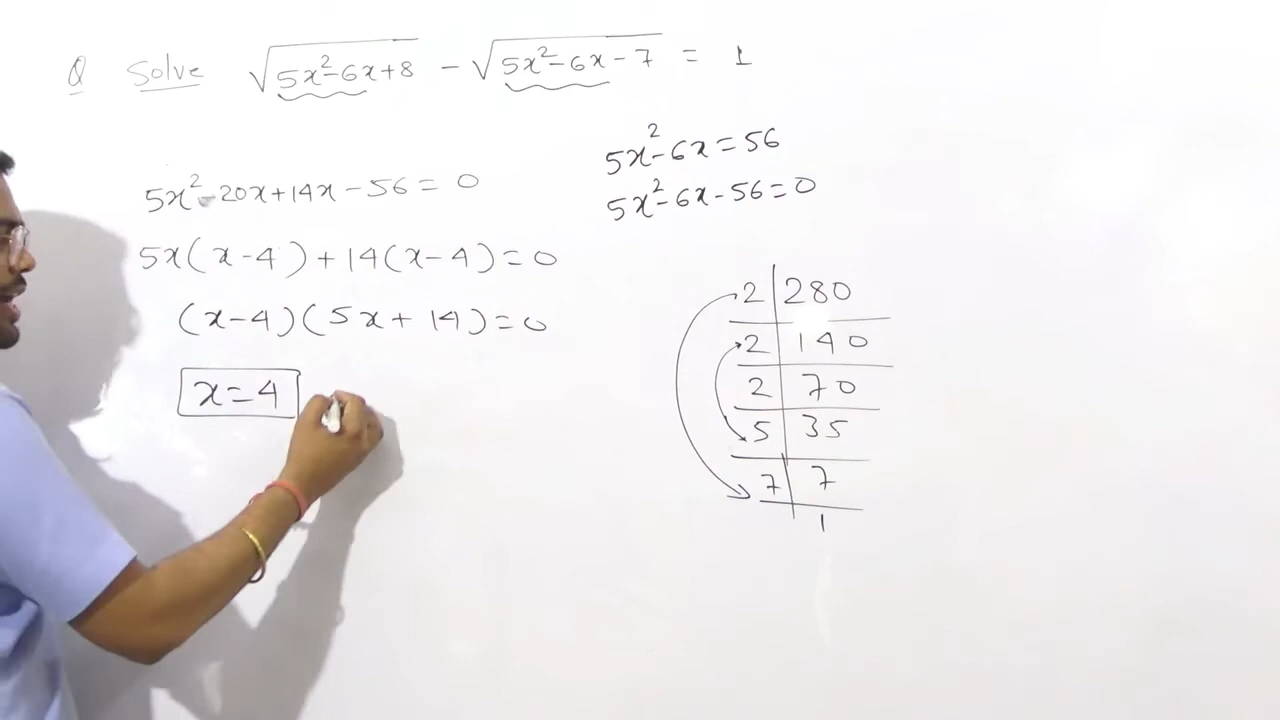 Q Solve √(5x²-6x+8) - √(5x²-6x-7) = 1
5x²-6x=56
5x²-6x-56=0
5x²-20x+14x-56=0
5x(x-4)+14(x-4)=0
(x-4)(5x+14)=0
x=4
2 280
2 140
2 70
5 35
7 7
1